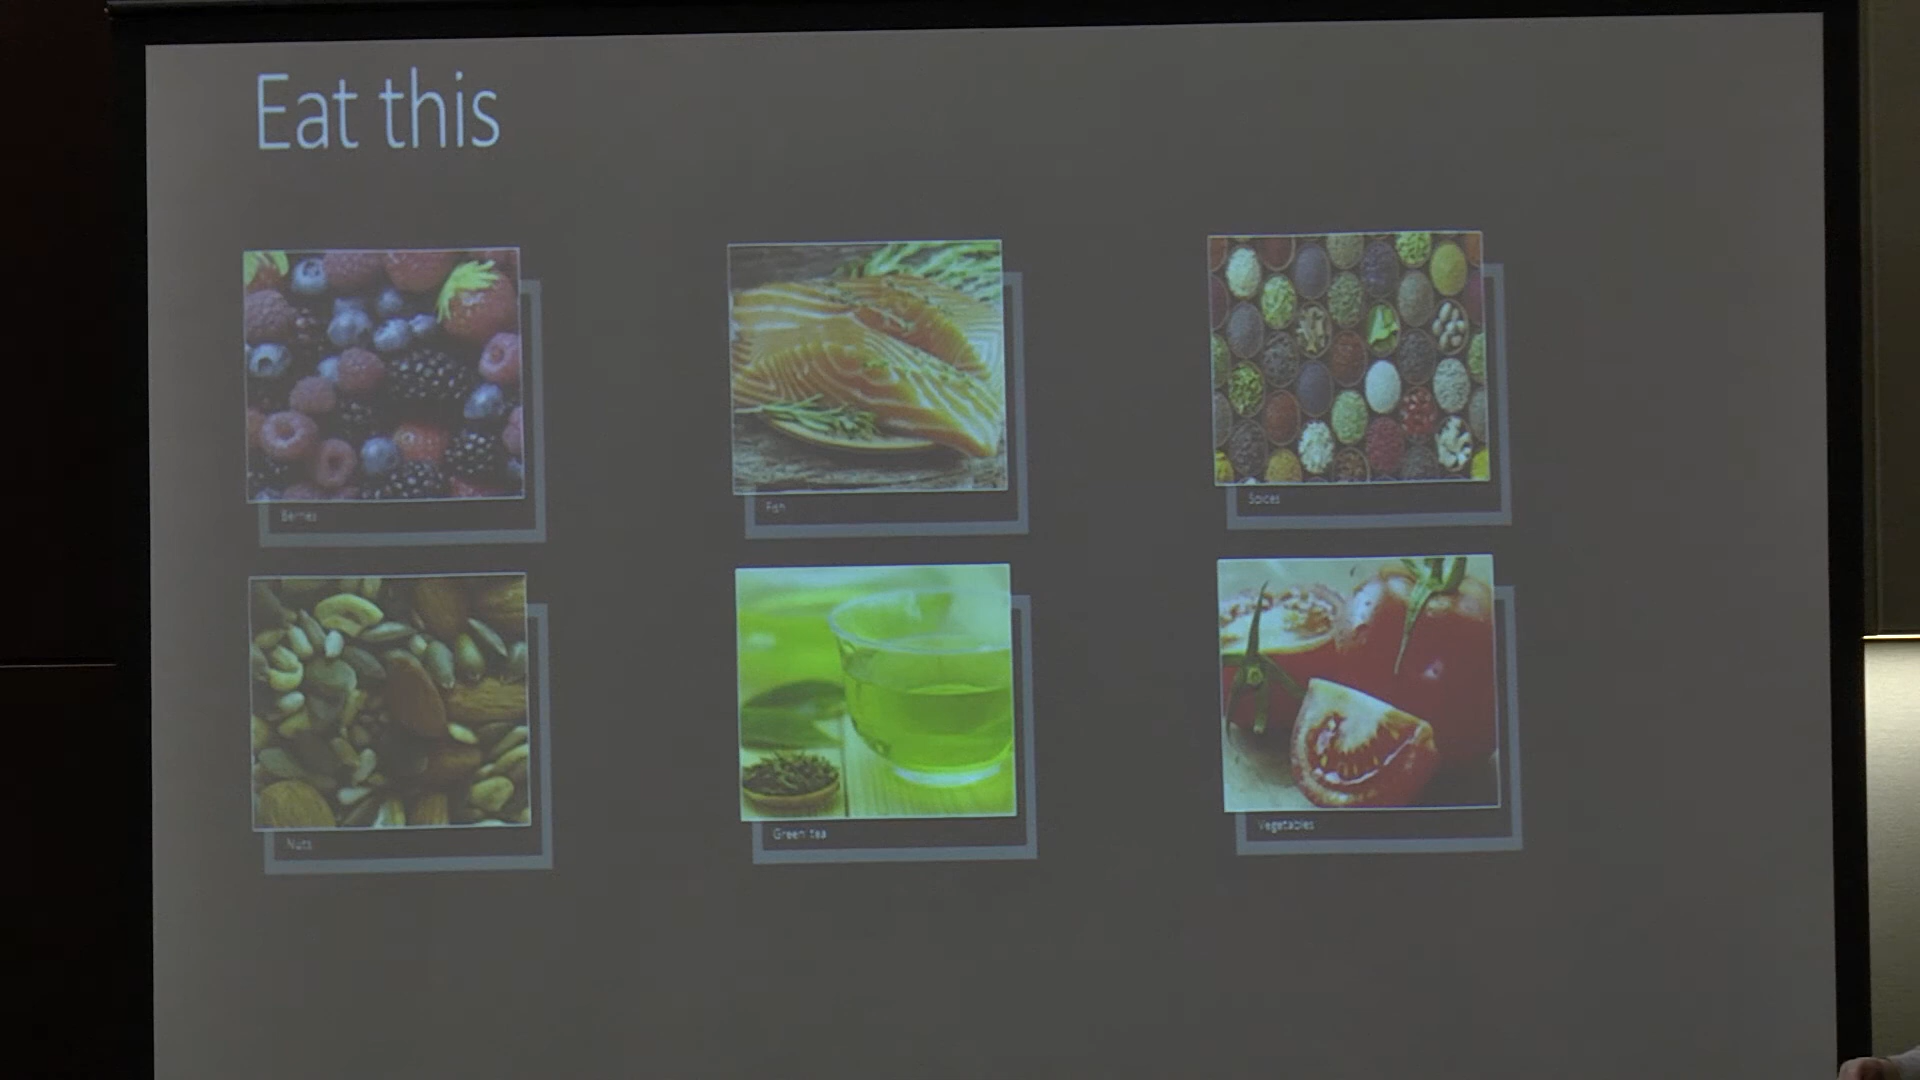 Eat this
Berries
Fish
Spices
Nuts
Green tea
Vegetables